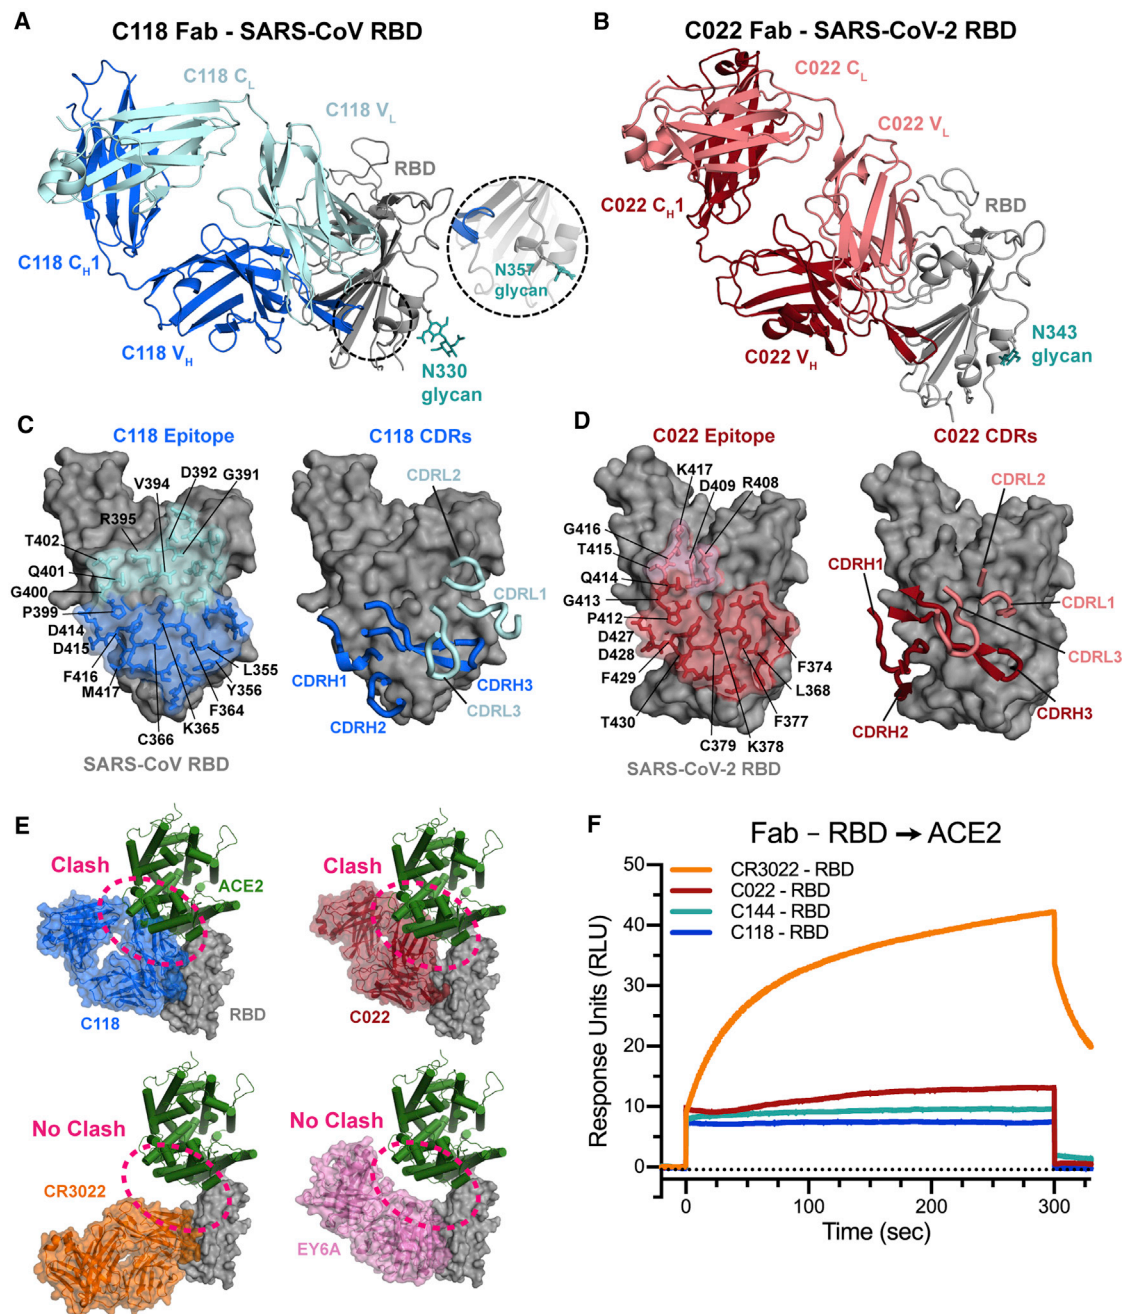 A
C118 Fab - SARS-CoV RBD
C118 CL
C118 VL
RBD
C118 CH1
C118 VH
N357
glycan
N330
glycan
B
C022 Fab - SARS-CoV-2 RBD
C022 CL
C022 VL
C022 CH1
RBD
C022 VH
N343
glycan
C
C118 Epitope
D392
G391
V394
R395
T402
Q401
G400
P399
D414
D415
F416
M417
L355
Y356
F364
K365
C366
SARS-CoV RBD
C118 CDRs
CDRL2
CDRL1
CDRH1
CDRH3
CDRL3
CDRH2
D
C022 Epitope
K417
D409
R408
G416
T415
Q414
G413
P412
D427
D428
F429
T430
F374
L368
F377
C379
K378
SARS-CoV-2 RBD
C022 CDRs
CDRL2
CDRH1
CDRL1
CDRL3
CDRH3
CDRH2
E
Clash
ACE2
C118
RBD
Clash
C022
No Clash
CR3022
No Clash
EY6A
F
Fab – RBD → ACE2
CR3022 - RBD
C022 - RBD
C144 - RBD
C118 - RBD
Response Units (RLU)
50
40
30
20
10
0
0
100
200
300
Time (sec)